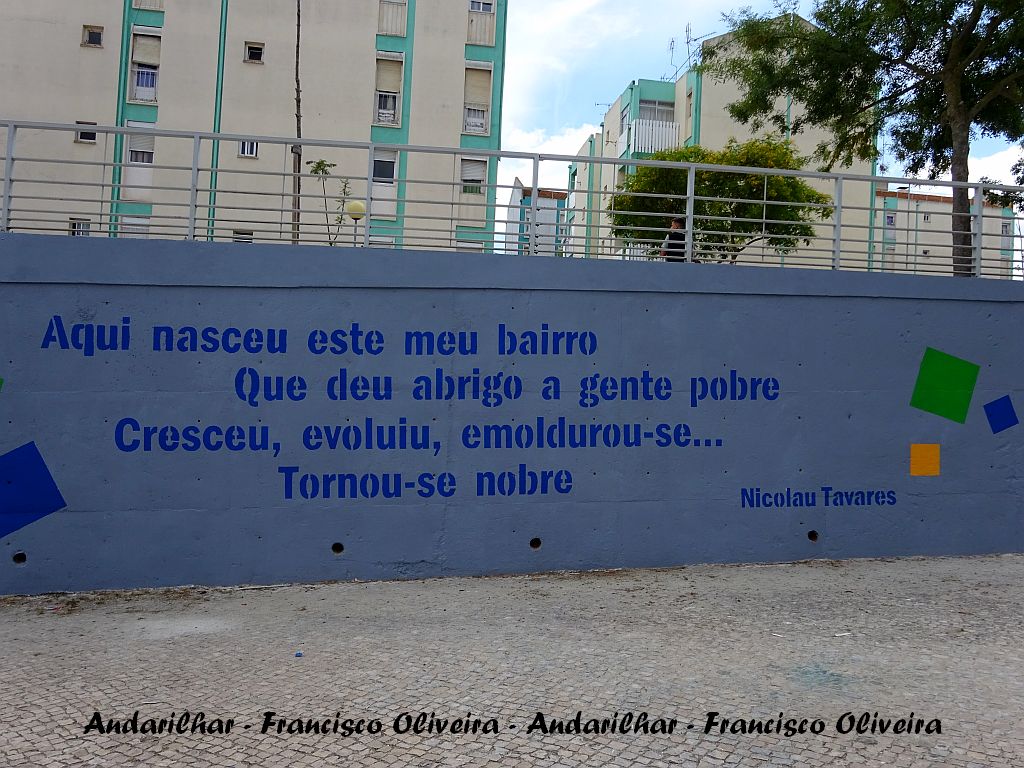 Aqui nasceu este meu bairro
Que deu abrigo a gente pobre
Cresceu, evoluiu, emoldurou-se...
Tornou-se nobre
Nicolau Tavares
Andarilhar - Francisco Oliveira - Andarilhar - Francisco Oliveira